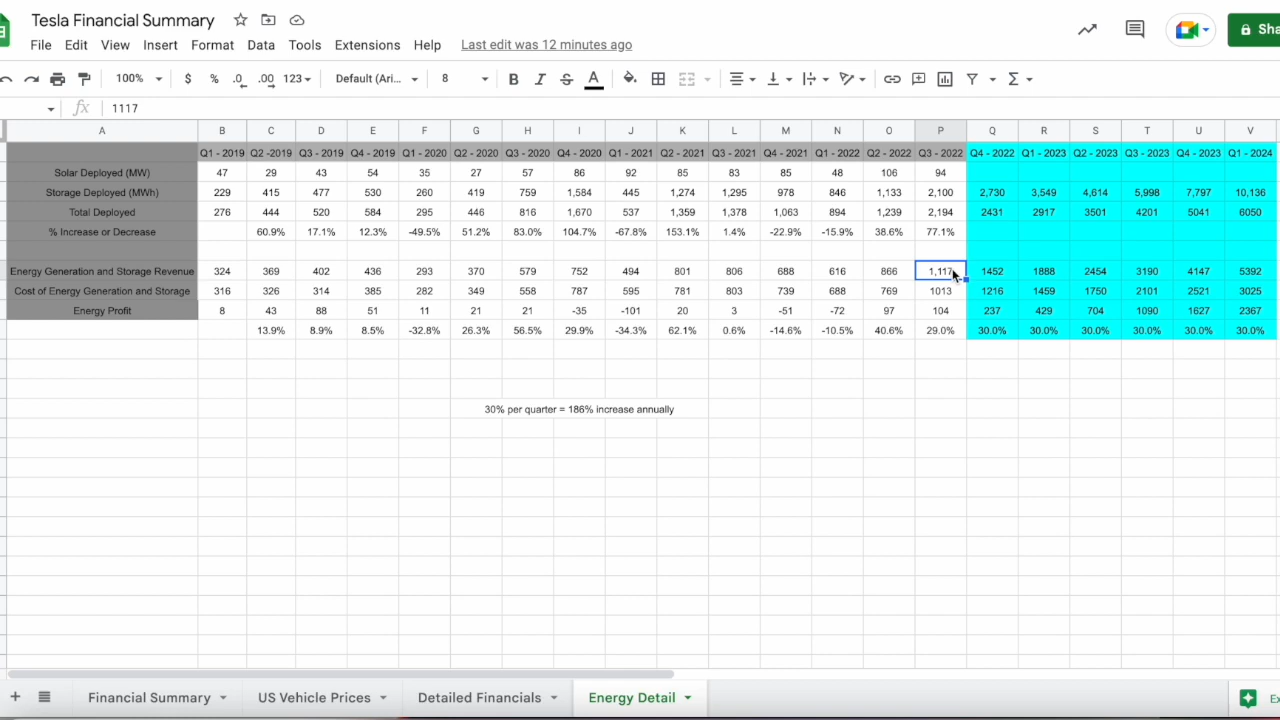 Tesla Financial Summary
File Edit View Insert Format Data Tools Extensions Help Last edit was 12 minutes ago
100% $ % .0 .00 123 Default (Ari... 8 B I S A
fx 1117
A B C D E F G H I J K L M N O P Q R S T U V
Q1 - 2019 Q2 -2019 Q3 - 2019 Q4 - 2019 Q1 - 2020 Q2 - 2020 Q3 - 2020 Q4 - 2020 Q1 - 2021 Q2 - 2021 Q3 - 2021 Q4 - 2021 Q1 - 2022 Q2 - 2022 Q3 - 2022 Q4 - 2022 Q1 - 2023 Q2 - 2023 Q3 - 2023 Q4 - 2023 Q1 - 2024
Solar Deployed (MW) 47 29 43 54 35 27 57 86 92 85 83 85 48 106 94
Storage Deployed (MWh) 229 415 477 530 260 419 759 1,584 445 1,274 1,295 978 846 1,133 2,100 2,730 3,549 4,614 5,998 7,797 10,136
Total Deployed 276 444 520 584 295 446 816 1,670 537 1,359 1,378 1,063 894 1,239 2,194 2431 2917 3501 4201 5041 6050
% Increase or Decrease 60.9% 17.1% 12.3% -49.5% 51.2% 83.0% 104.7% -67.8% 153.1% 1.4% -22.9% -15.9% 38.6% 77.1%
Energy Generation and Storage Revenue 324 369 402 436 293 370 579 752 494 801 806 688 616 866 1,117 1452 1888 2454 3190 4147 5392
Cost of Energy Generation and Storage 316 326 314 385 282 349 558 787 595 781 803 739 688 769 1013 1216 1459 1750 2101 2521 3025
Energy Profit 8 43 88 51 11 21 21 -35 -101 20 3 -51 -72 97 104 237 429 704 1090 1627 2367
13.9% 8.9% 8.5% -32.8% 26.3% 56.5% 29.9% -34.3% 62.1% 0.6% -14.6% -10.5% 40.6% 29.0% 30.0% 30.0% 30.0% 30.0% 30.0% 30.0%
30% per quarter = 186% increase annually
Financial Summary US Vehicle Prices Detailed Financials Energy Detail